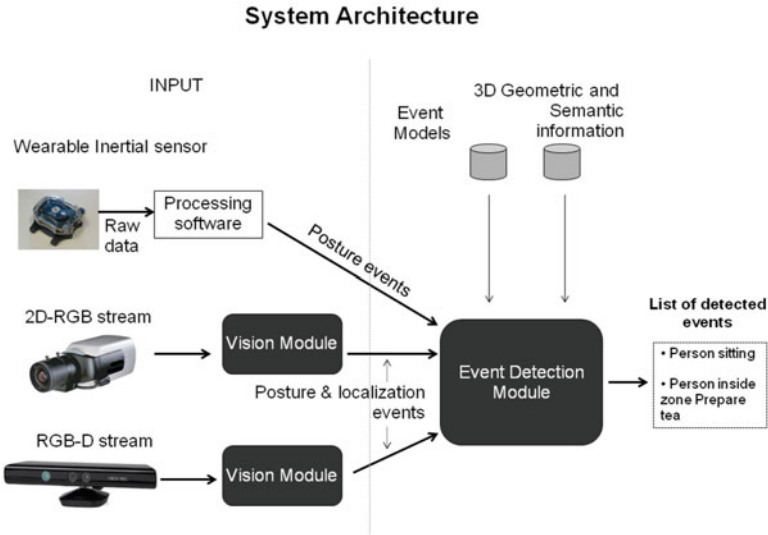 System Architecture
INPUT
3D Geometric and
Semantic
information
Event
Models
Wearable Inertial sensor
Raw
data
Processing
software
Posture events
2D-RGB stream
Vision Module
Posture & localization
events
RGB-D stream
Vision Module
Event Detection
Module
List of detected
events
• Person sitting
• Person inside
zone Prepare
tea